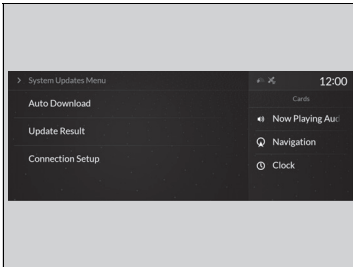 System Updates Menu
12:00
Auto Download
Cards
Update Result
Now Playing Aud
Navigation
Connection Setup
Clock